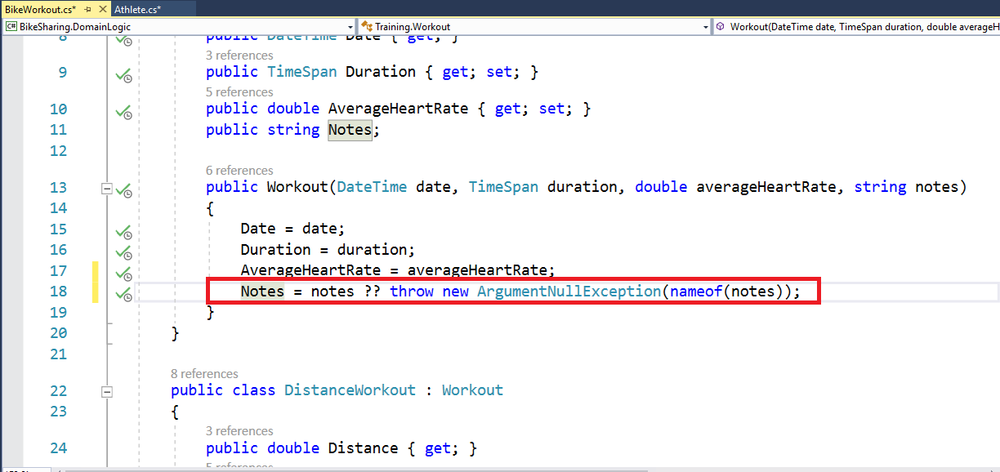 BikeWorkout.cs* Athlete.cs*
C# BikeSharing.DomainLogic Training.Workout Workout(DateTime date, TimeSpan duration, double averageH
8 public DateTime Date { get; }
3 references
9 public TimeSpan Duration { get; set; }
5 references
10 public double AverageHeartRate { get; set; }
11 public string Notes;
12
6 references
13 public Workout(DateTime date, TimeSpan duration, double averageHeartRate, string notes)
14 {
15 Date = date;
16 Duration = duration;
17 AverageHeartRate = averageHeartRate;
18 Notes = notes ?? throw new ArgumentNullException(nameof(notes));
19 }
20 }
21
8 references
22 public class DistanceWorkout : Workout
23 {
3 references
24 public double Distance { get; }
5 references